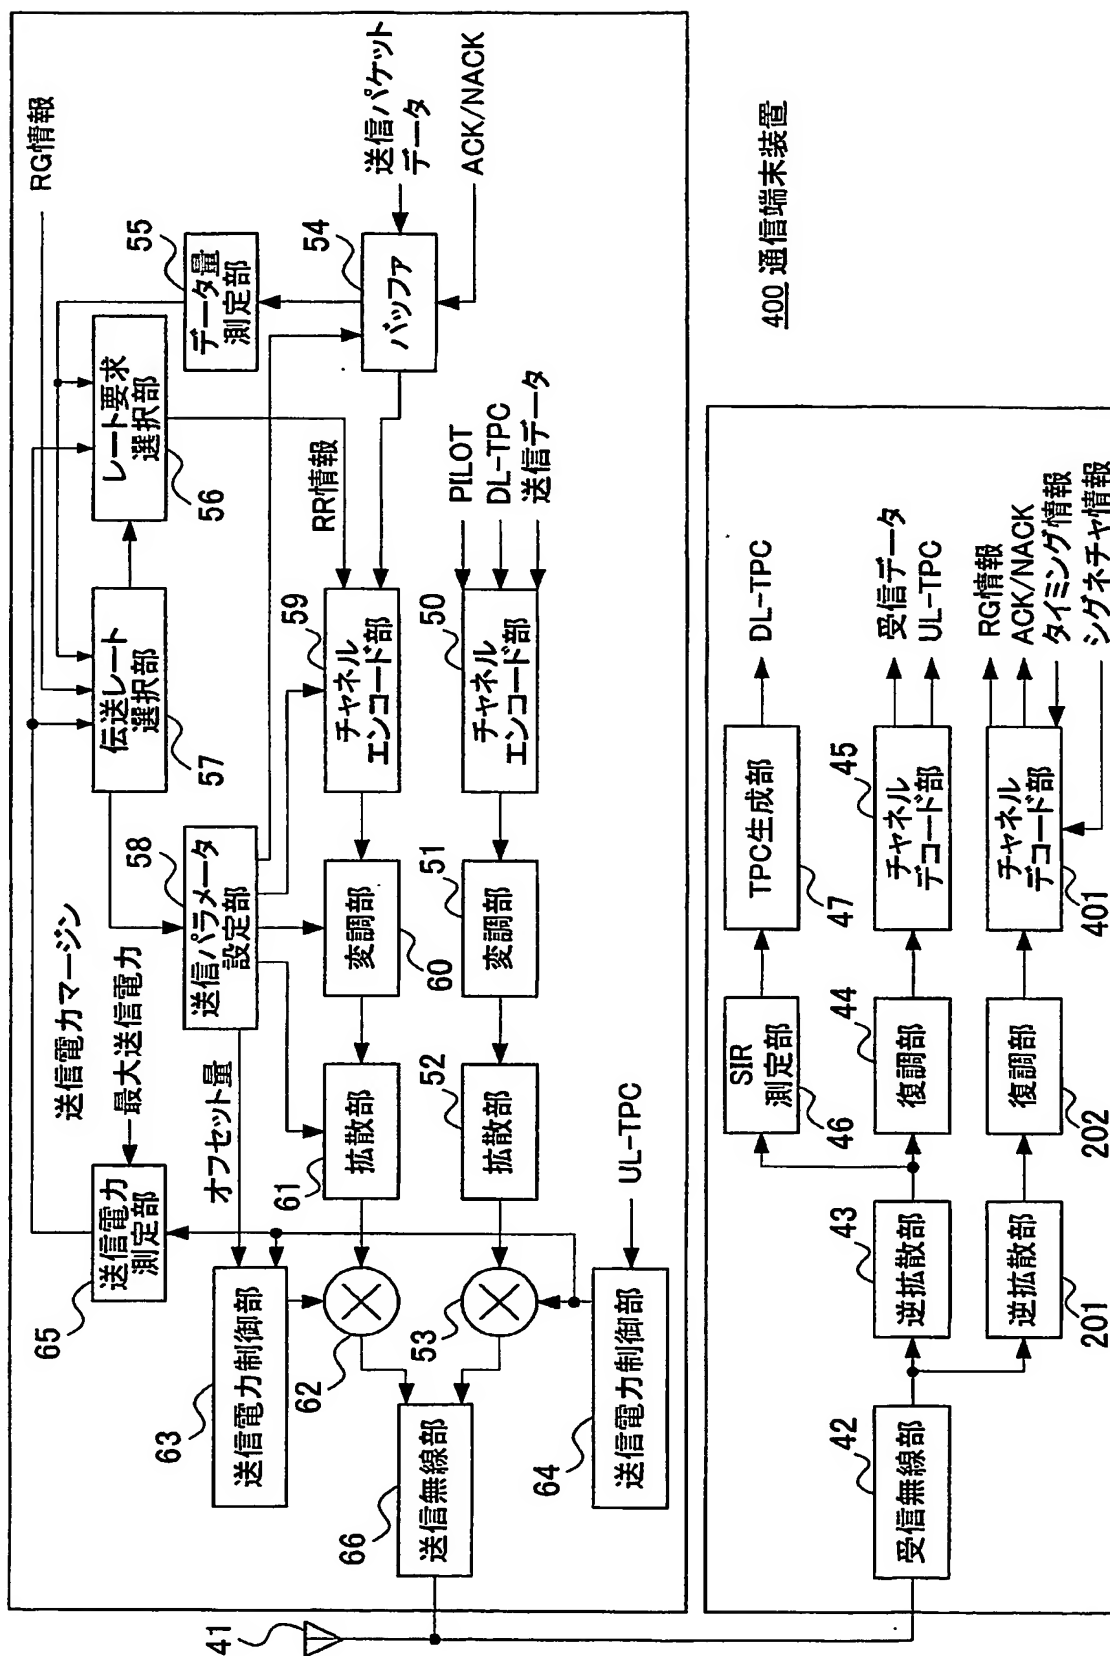 RG情報
送信パケット
データ
ACK/NACK
55
データ量
測定部
54
バッファ
レート要求
選択部
56
RR情報
PILOT
DL-TPC
送信データ
伝送レート
選択部
57
59
チャネル
エンコード部
50
チャネル
エンコード部
送信電力マージン
最大送信電力
58
送信パラメータ
設定部
変調部
60
51
変調部
オフセット量
拡散部
61
52
拡散部
UL-TPC
送信電力
測定部
65
送信電力制御部
63
62
53
送信無線部
66
送信電力制御部
64
41
400 通信端末装置
DL-TPC
受信データ
UL-TPC
RG情報
ACK/NACK
タイミング情報
シグネチャ情報
TPC生成部
47
45
チャネル
デコード部
チャネル
デコード部
401
SIR
測定部
46
44
復調部
復調部
202
43
逆拡散部
逆拡散部
201
42
受信無線部